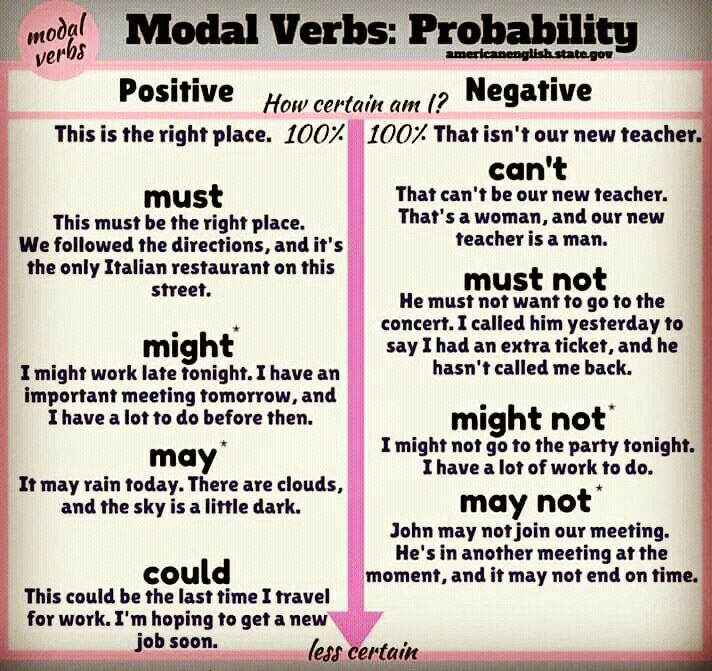 modal
verbs
Modal Verbs: Probability
americanenglish.state.gov
Positive
How certain am I?
Negative
This is the right place. 100%
100% That isn't our new teacher.
must
This must be the right place.
We followed the directions, and it's
the only Italian restaurant on this
street.
might*
I might work late tonight. I have an
important meeting tomorrow, and
I have a lot to do before then.
may*
It may rain today. There are clouds,
and the sky is a little dark.
could
This could be the last time I travel
for work. I'm hoping to get a new
job soon.
can't
That can't be our new teacher.
That's a woman, and our new
teacher is a man.
must not
He must not want to go to the
concert. I called him yesterday to
say I had an extra ticket, and he
hasn't called me back.
might not*
I might not go to the party tonight.
I have a lot of work to do.
may not*
John may not join our meeting.
He's in another meeting at the
moment, and it may not end on time.
less certain